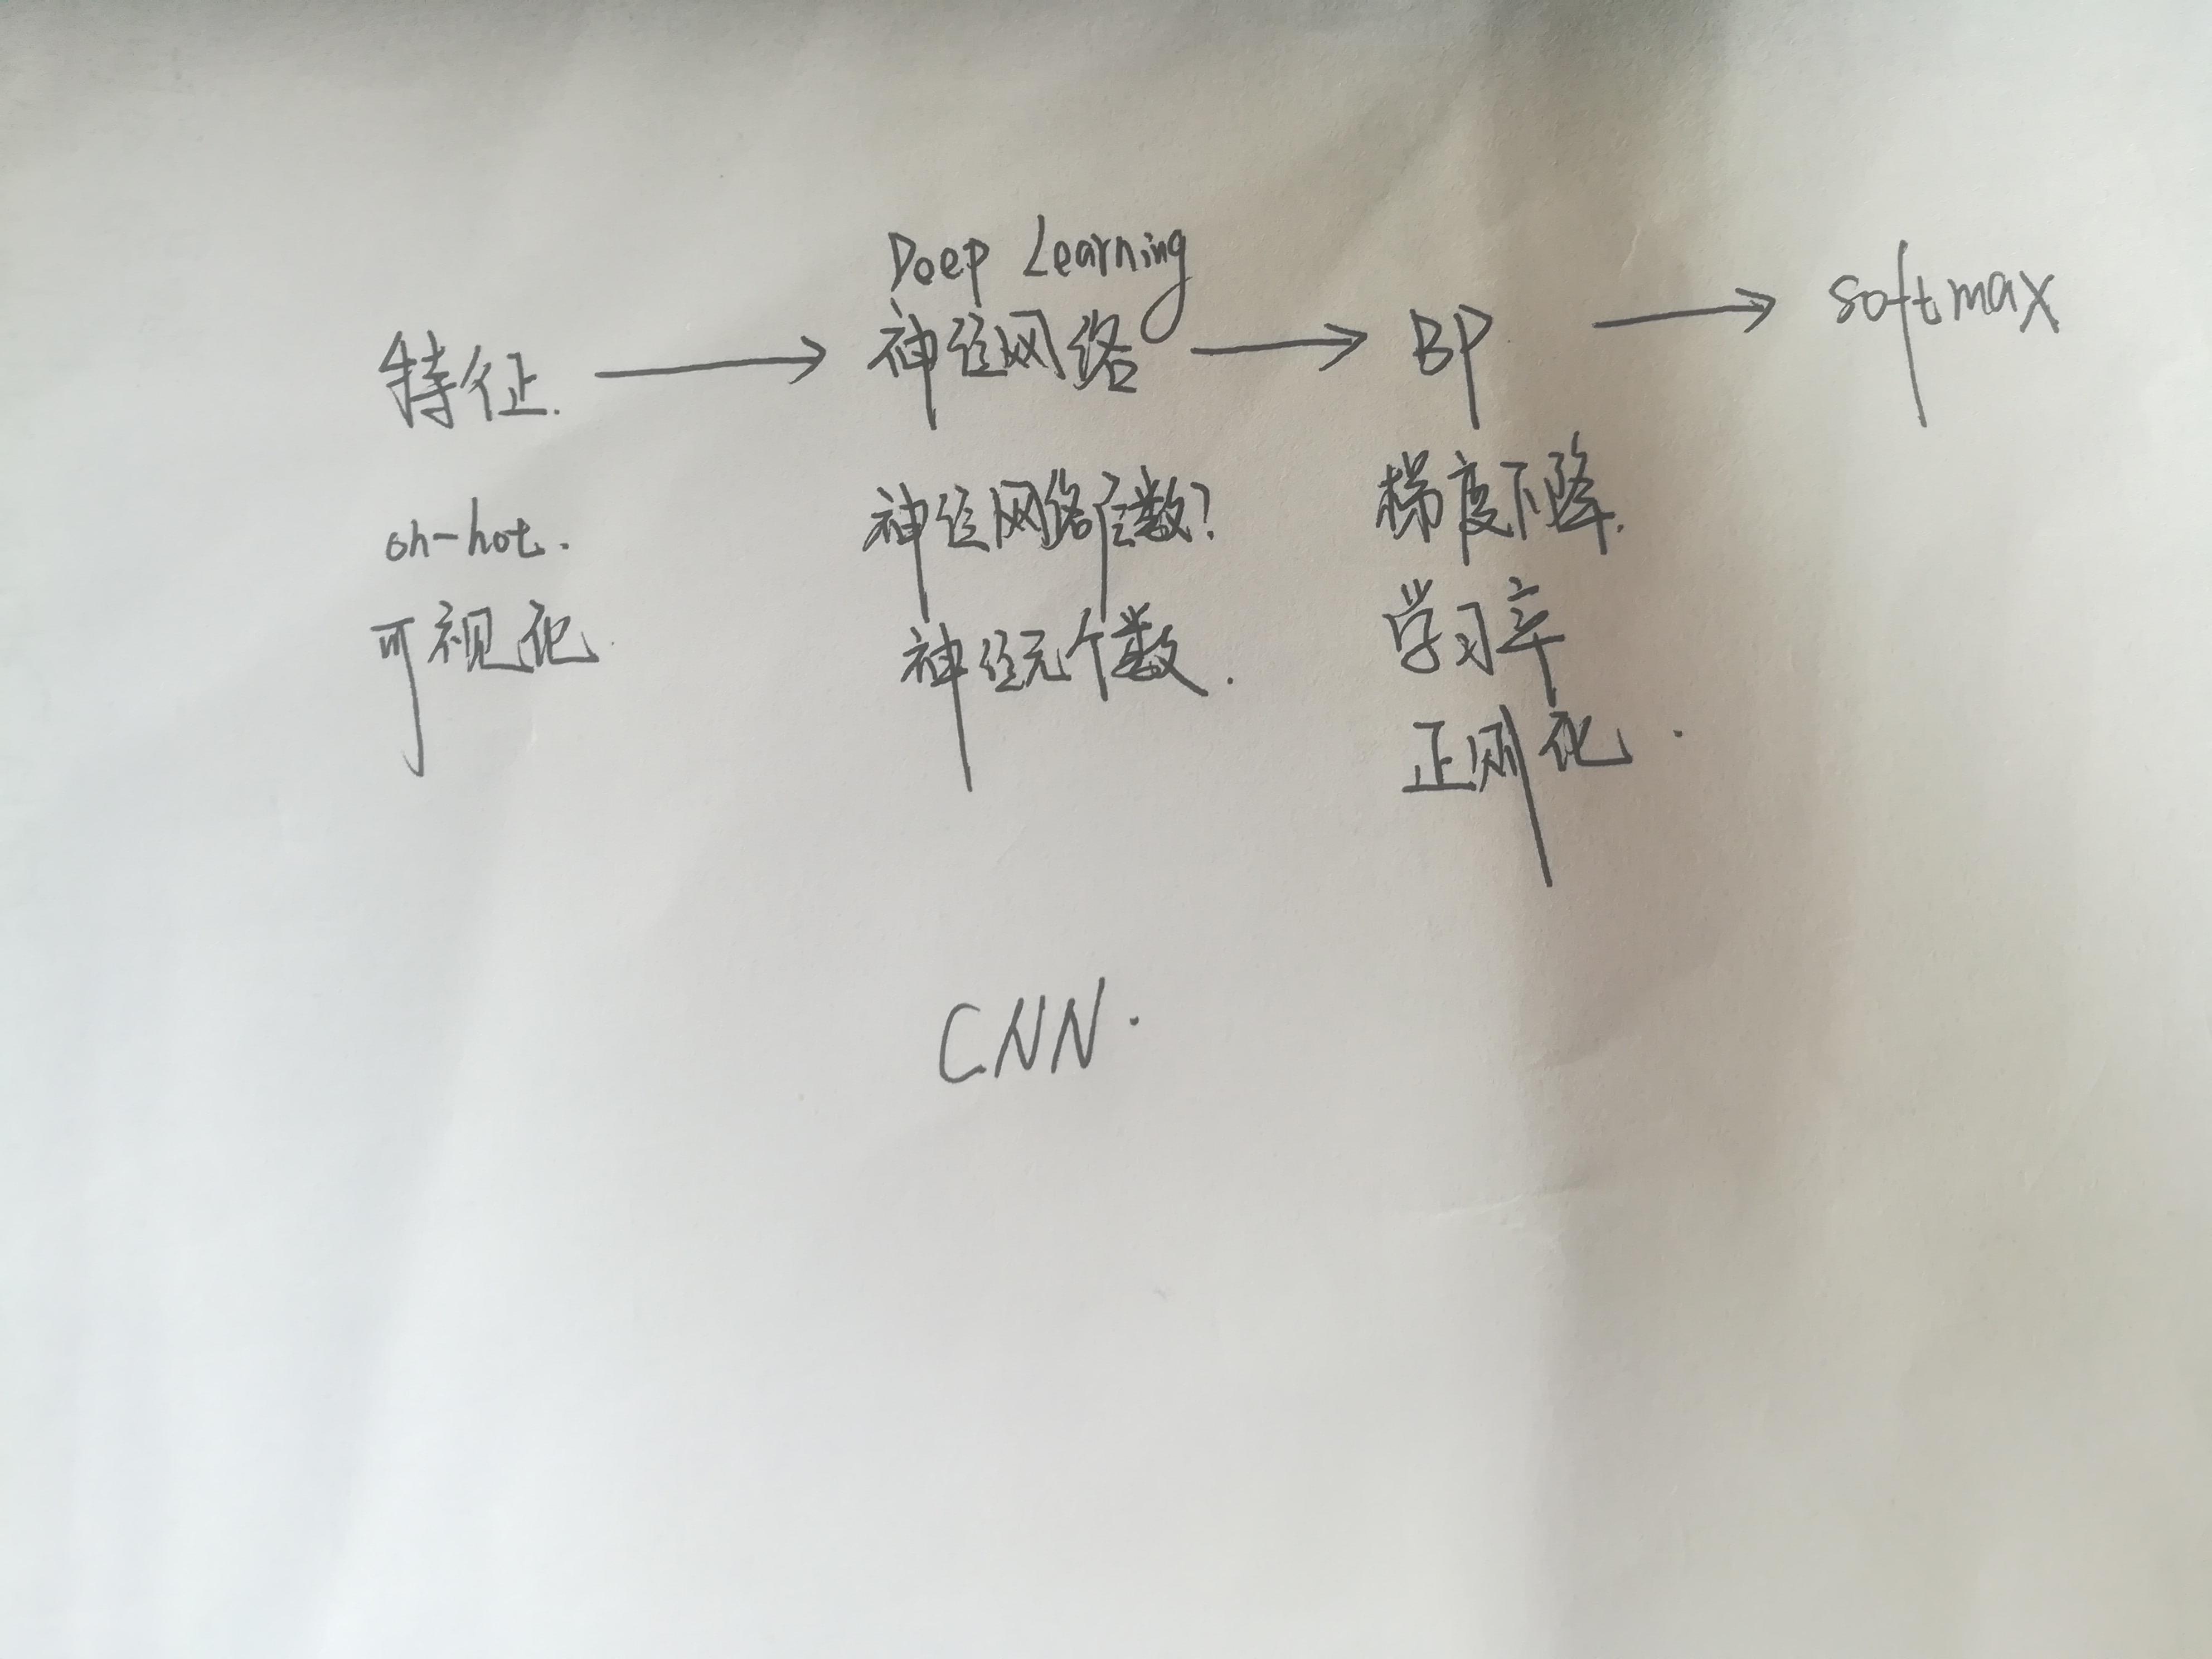 Deep Learning
特征. → 神经网络 → BP → softmax
on-hot.
可视化.
神经网络层数?
神经元个数.
梯度下降.
学习率
正则化.
CNN.